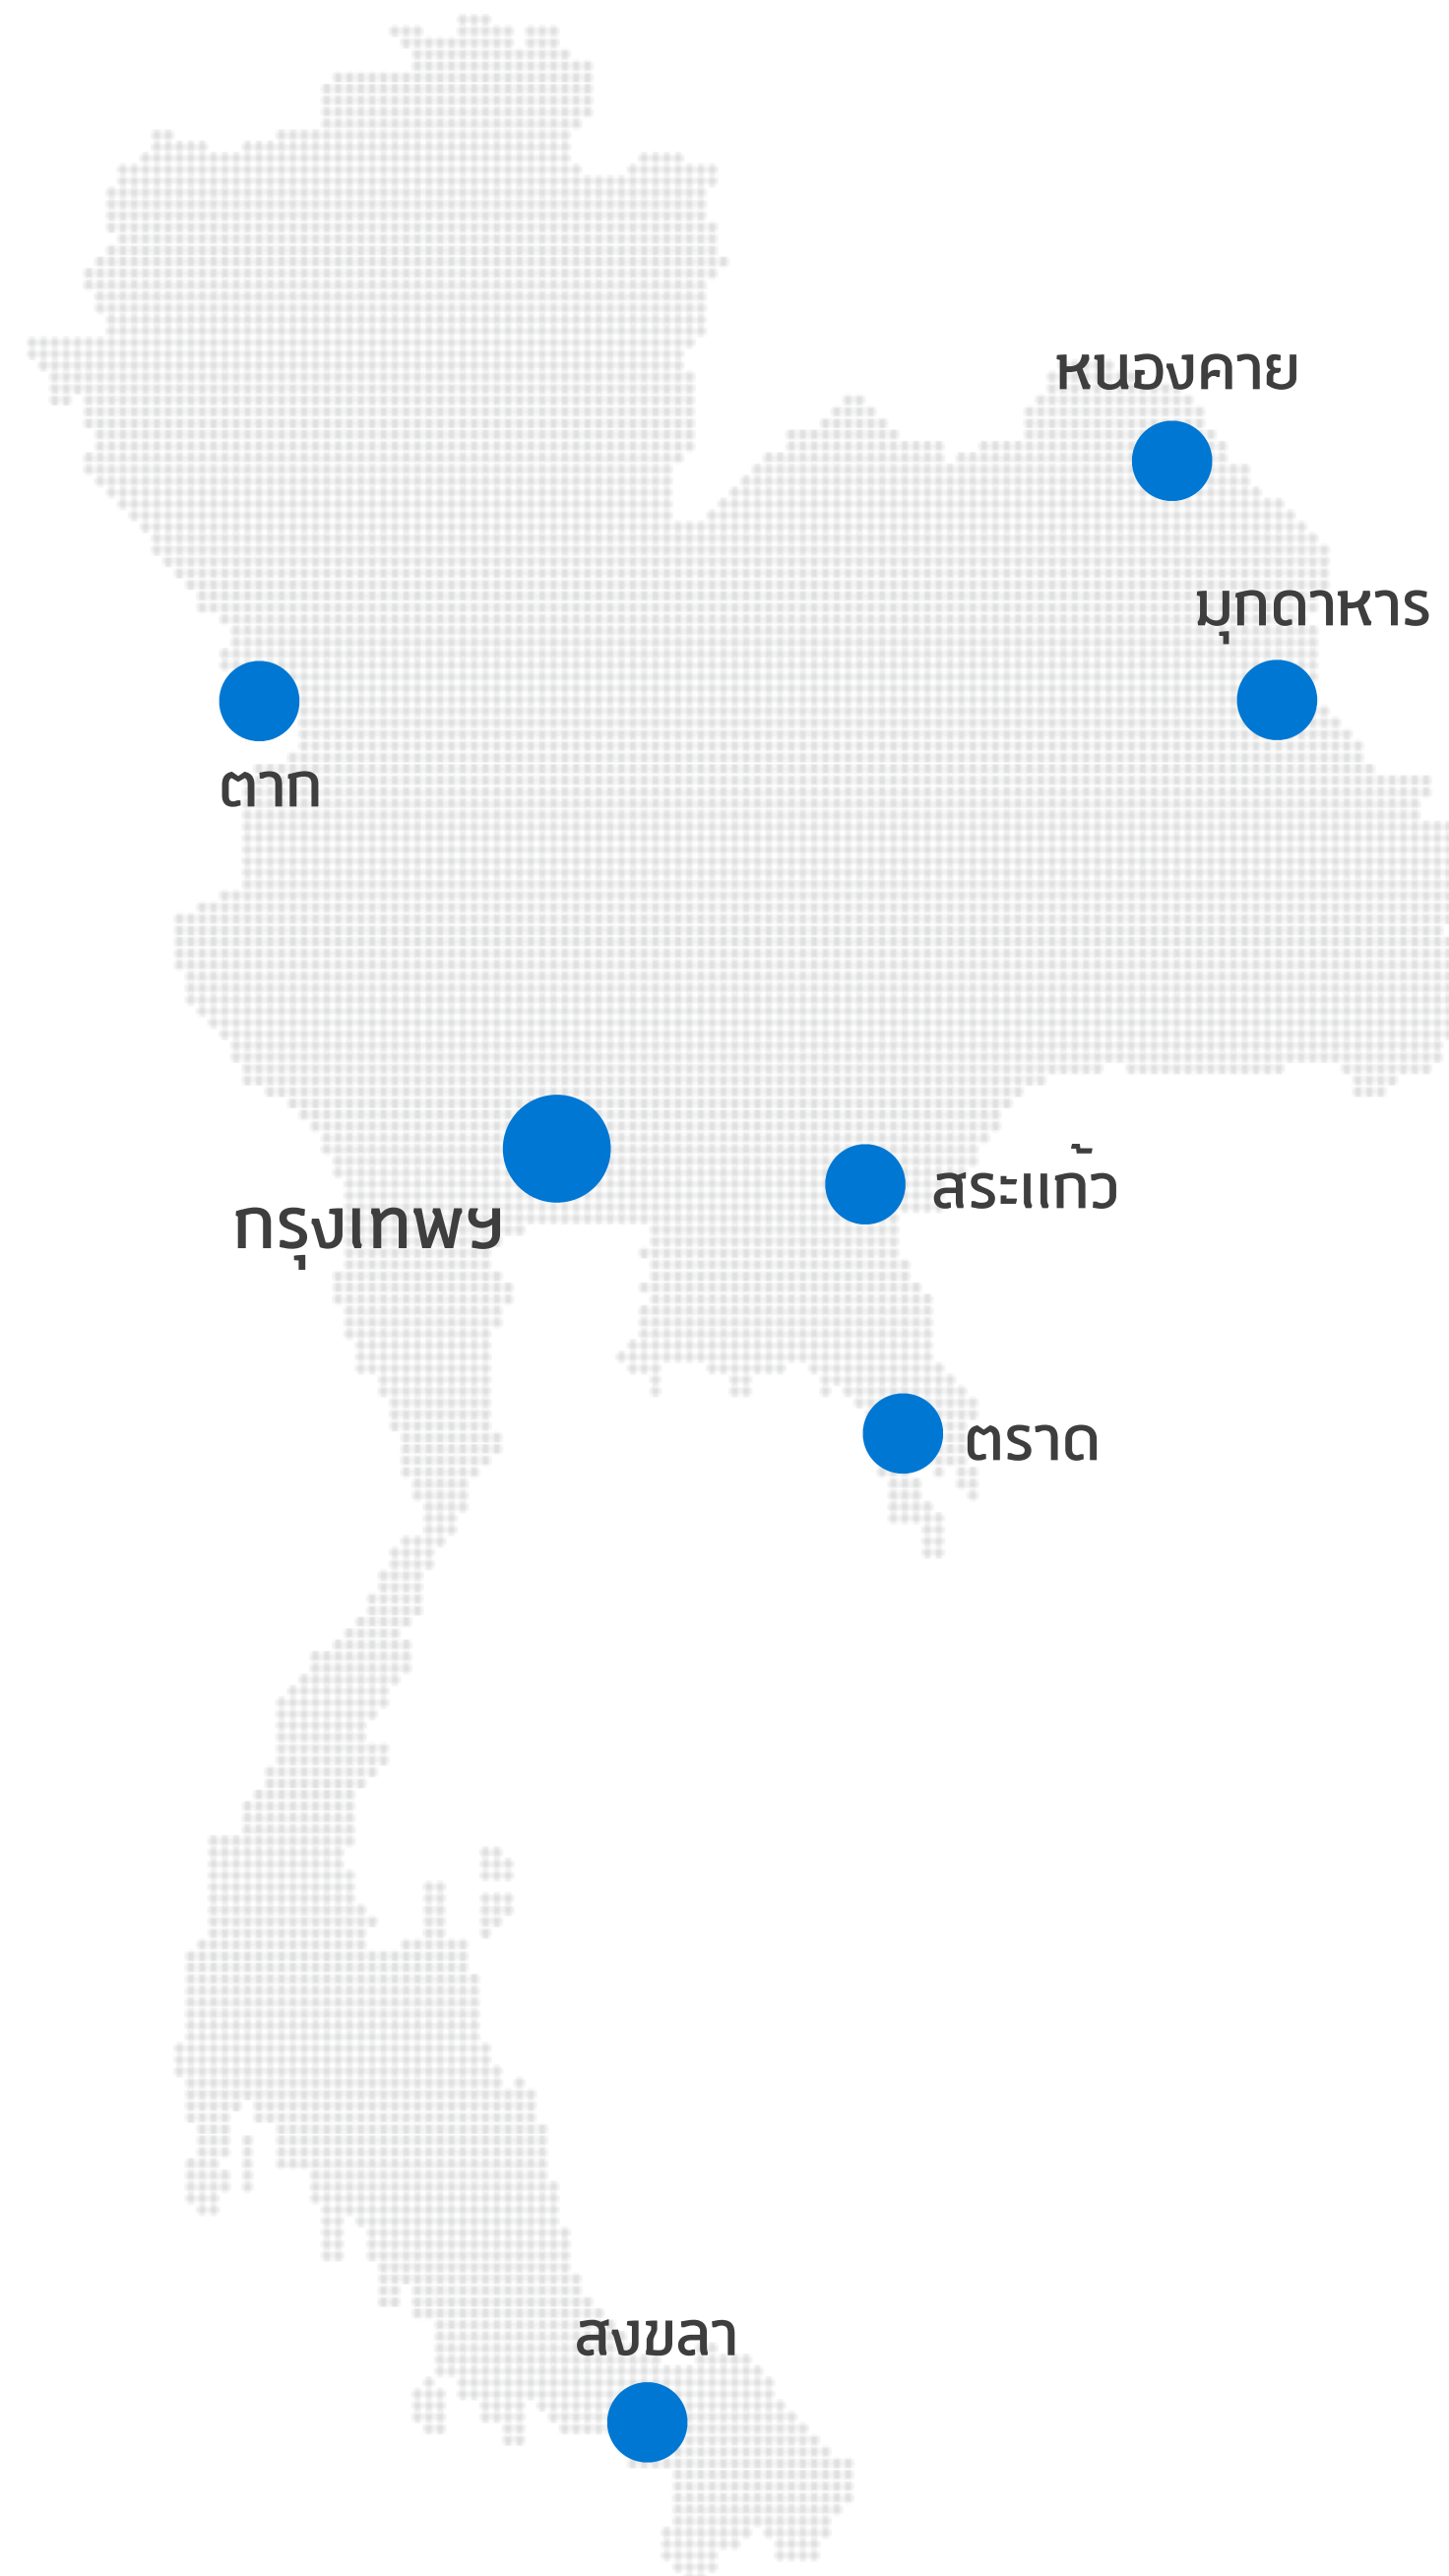 หนองคาย
มุกดาหาร
ตาก
สระแก้ว
กรุงเทพฯ
ตราด
สงขลา